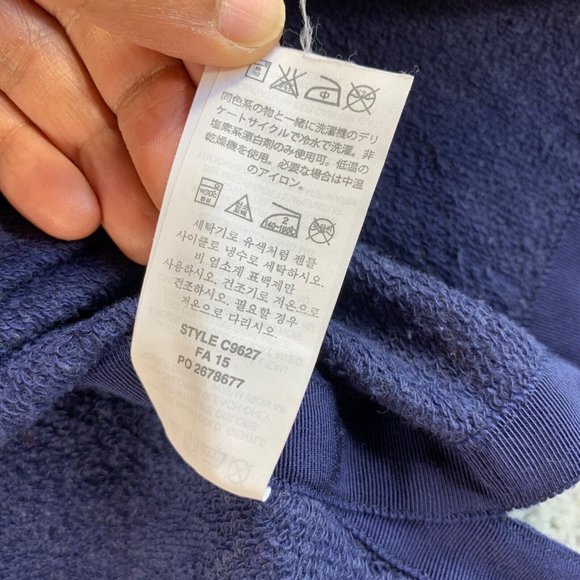 同色系の物と一緒に洗濯機のデリ
ケートサイクルで冷水で洗濯。非
塩素系漂白剤のみ使用可。低温の
乾燥機を使用。必要な場合は中温
のアイロン。
2
140~160℃
세탁기로 유색처럼 젠틀
사이클로 냉수로 세탁하시오.
비 염소계 표백제만
사용하시오. 건조기로 저온으로
건조하시오. 필요할 경우
저온으로 다리시오.
STYLE C9627
FA 15
PO 2678677